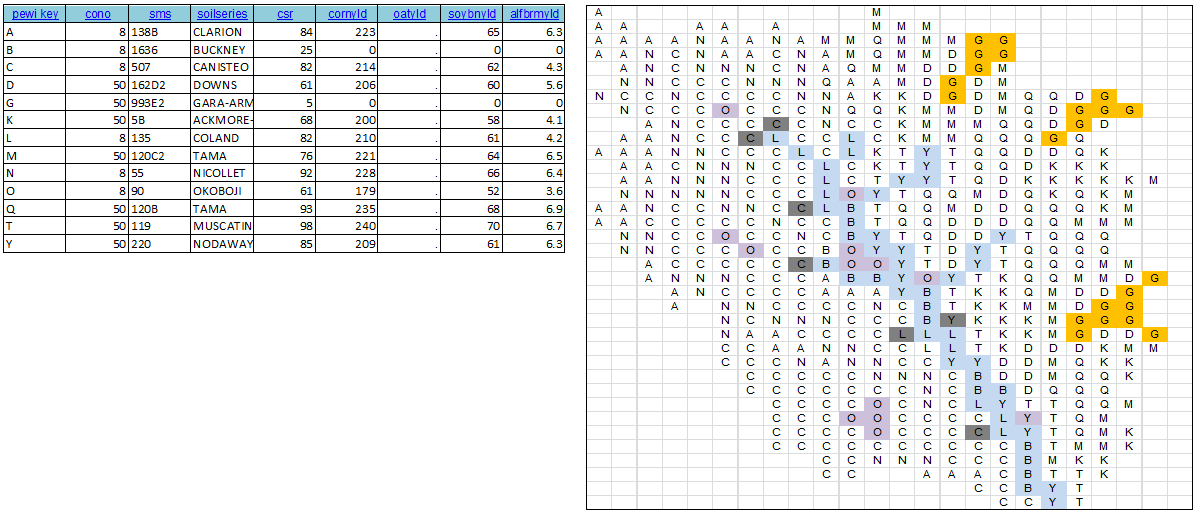 pewi key cono sms soilseries csr cornyld oatyld soybnyld alfbrmyld
A 8 138B CLARION 84 223 . 65 6.3
B 8 1636 BUCKNEY 25 0 . 0 0
C 8 507 CANISTEO 82 214 . 62 4.3
D 50 162D2 DOWNS 61 206 . 60 5.6
G 50 993E2 GARA-ARM 5 0 . 0 0
K 50 5B ACKMORE- 68 200 . 58 4.1
L 8 135 COLAND 82 210 . 61 4.2
M 50 120C2 TAMA 76 221 . 64 6.5
N 8 55 NICOLLET 92 228 . 66 6.4
O 8 90 OKOBOJI 61 179 . 52 3.6
Q 50 120B TAMA 93 235 . 68 6.9
T 50 119 MUSCATIN 98 240 . 70 6.7
Y 50 220 NODAWAY 85 209 . 61 6.3
A M
A A A A A M M M
A A A A N A A N A M M Q M M M G G
A A N C N A A C N A M Q M M D G G
A N C N N N C N A Q M M D D G M
N N C C C N N N Q A A M D G D M
N C C N C C C N N N A K K D G D M Q Q D G
N C C C O C C C N Q Q K M M D M Q D G G G
A N C C C C C N C C K M M M Q Q D G D
A A N C C C L C C L C K M M Q Q Q G Q
A A A N N C C C L C L K T Y T Q Q D D Q K
A C N N C C C L C K T Y T Q Q D K K K
A A N N N C C C L C T Y Y T Q D K K K K K M
N N N N C C C C L O Y T Q Q M D Q K Q K M
A A N C C N N C C L B T Q Q M D D Q Q K M
A A C C C C N C C C B T Q Q D D D Q Q M M M
N N C C O C C N C B Y T Q D D Y T Q Q Q
N N C C C O C C B O Y Y T D Y T Q Q Q Q
A C C C C C C B O O Y T D Y T Q Q Q M M
A N N N C C C A B B Y O Y T K Q Q M M D G
A N C C C C A A A Y B T K K Q M D D G
A N N C C C C N C B T K K M M D G G
N C N N N C C C B Y K K K M G G G
N A A C C C C L L L T K K M G D D G
C C A A N N C C L L T K D D D K M M
C C C N A N N C C Y Y D D M Q K K
C C C C C C N N N C B D D M Q Q K
C C C C C C C N C B B D Q Q Q
C C C C O C N C L Y T T Q Q M
C C C O O C C C C L Y T Q M
C C C C O C C C C L Y T Q M K
C C C C C C C C C C B T M M K
C C N N N C C C B M K K
C C A A A C B T T K
C C B Y T
C C Y T